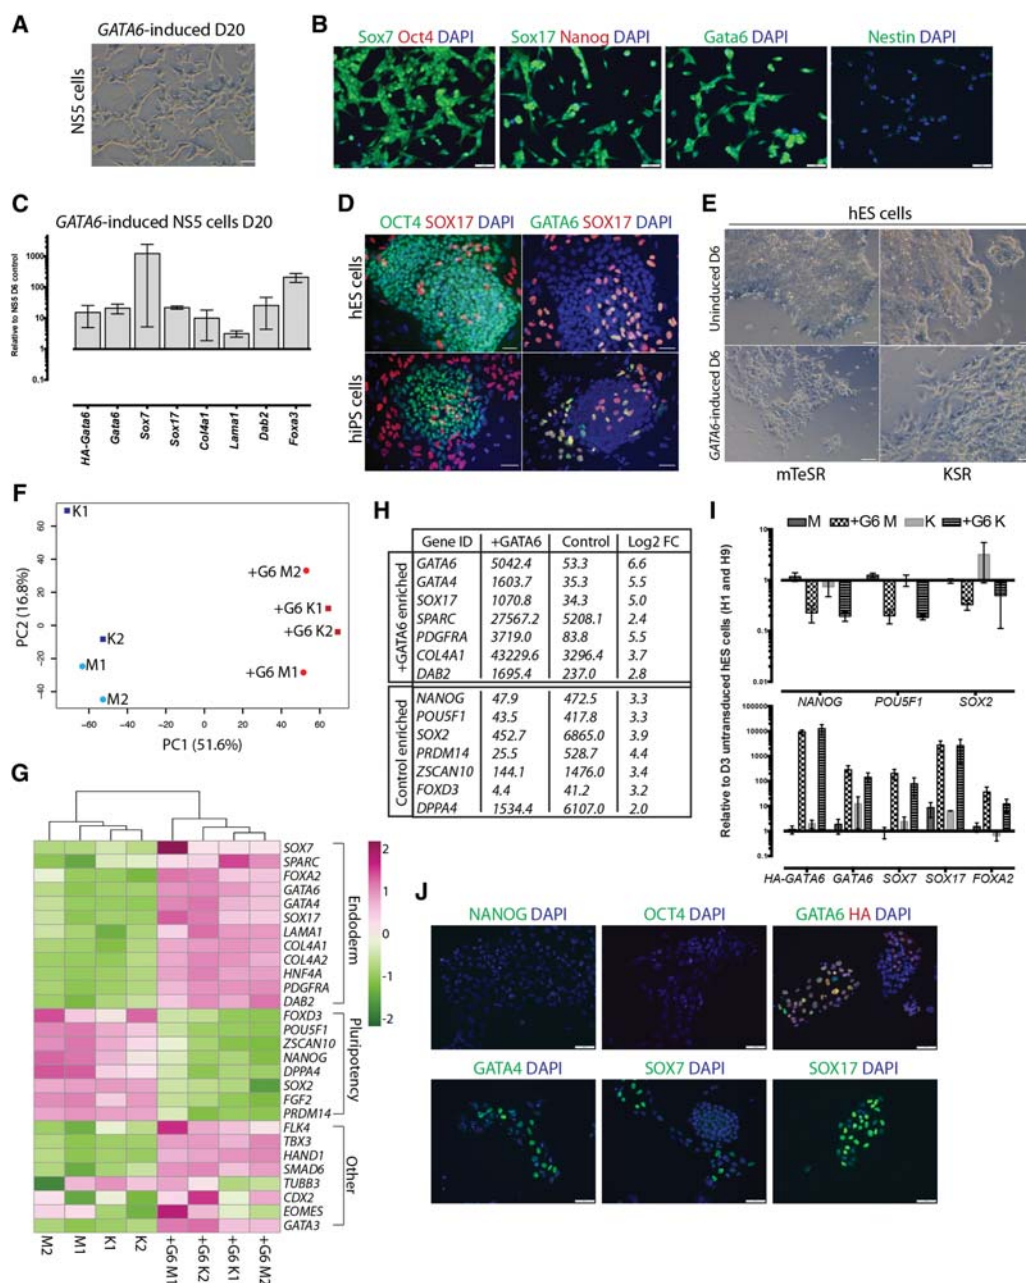 A
GATA6-induced D20
NS5 cells
B
Sox7 Oct4 DAPI
Sox17 Nanog DAPI
Gata6 DAPI
Nestin DAPI
C
GATA6-induced NS5 cells D20
Relative to NS5 D6 control
1000
100
10
1
0.1
HA-Gata6
Gata6
Sox7
Sox17
Col4a1
Lama1
Dab2
Foxa3
D
OCT4 SOX17 DAPI
GATA6 SOX17 DAPI
hES cells
hiPS cells
E
hES cells
Uninduced D6
GATA6-induced D6
mTeSR
KSR
F
PC2 (16.8%)
60
40
20
0
−20
−40
K1
K2
M1
M2
+G6 M2
+G6 K1
+G6 K2
+G6 M1
−60
−40
−20
0
20
40
60
PC1 (51.6%)
G
SOX7
SPARC
FOXA2
GATA6
GATA4
SOX17
LAMA1
COL4A1
COL4A2
HNF4A
PDGFRA
DAB2
FOXD3
POU5F1
ZSCAN10
NANOG
DPPA4
SOX2
FGF2
PRDM14
FLK4
TBX3
HAND1
SMAD6
TUBB3
CDX2
EOMES
GATA3
Endoderm
Pluripotency
Other
2
1
0
-1
-2
M2
M1
K1
K2
+G6 M1
+G6 K2
+G6 K1
+G6 M2
H
Gene ID +GATA6 Control Log2 FC
+GATA6 enriched
GATA6 5042.4 53.3 6.6
GATA4 1603.7 35.3 5.5
SOX17 1070.8 34.3 5.0
SPARC 27567.2 5208.1 2.4
PDGFRA 3719.0 83.8 5.5
COL4A1 43229.6 3296.4 3.7
DAB2 1695.4 237.0 2.8
Control enriched
NANOG 47.9 472.5 3.3
POU5F1 43.5 417.8 3.3
SOX2 452.7 6865.0 3.9
PRDM14 25.5 528.7 4.4
ZSCAN10 144.1 1476.0 3.4
FOXD3 4.4 41.2 3.2
DPPA4 1534.4 6107.0 2.0
I
M +G6 M K +G6 K
Relative to D3 untransduced hES cells (H1 and H9)
10
1
0.1
0.01
NANOG
POU5F1
SOX2
100000
10000
1000
100
10
1
0.1
HA-GATA6
GATA6
SOX7
SOX17
FOXA2
J
NANOG DAPI
OCT4 DAPI
GATA6 HA DAPI
GATA4 DAPI
SOX7 DAPI
SOX17 DAPI